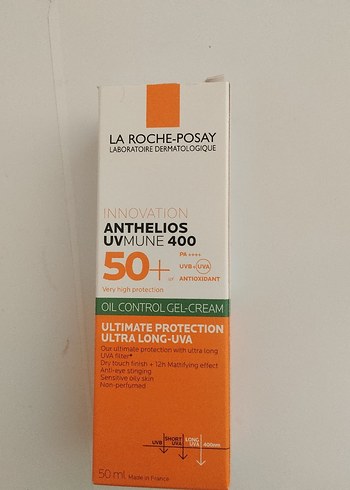 LA ROCHE-POSAY
LABORATOIRE DERMATOLOGIQUE
INNOVATION
ANTHELIOS
UVMUNE 400
50+
SPF
PA ++++
UVB+UVA
ANTIOXIDANT
Very high protection
OIL CONTROL GEL-CREAM
ULTIMATE PROTECTION
ULTRA LONG-UVA
Our ultimate protection with ultra long
UVA filter*
Dry touch finish + 12h Mattifying effect
Anti-eye stinging
Sensitive oily skin
Non-perfumed
UVB
SHORT UVA
LONG UVA
400nm
50 ml Made in France